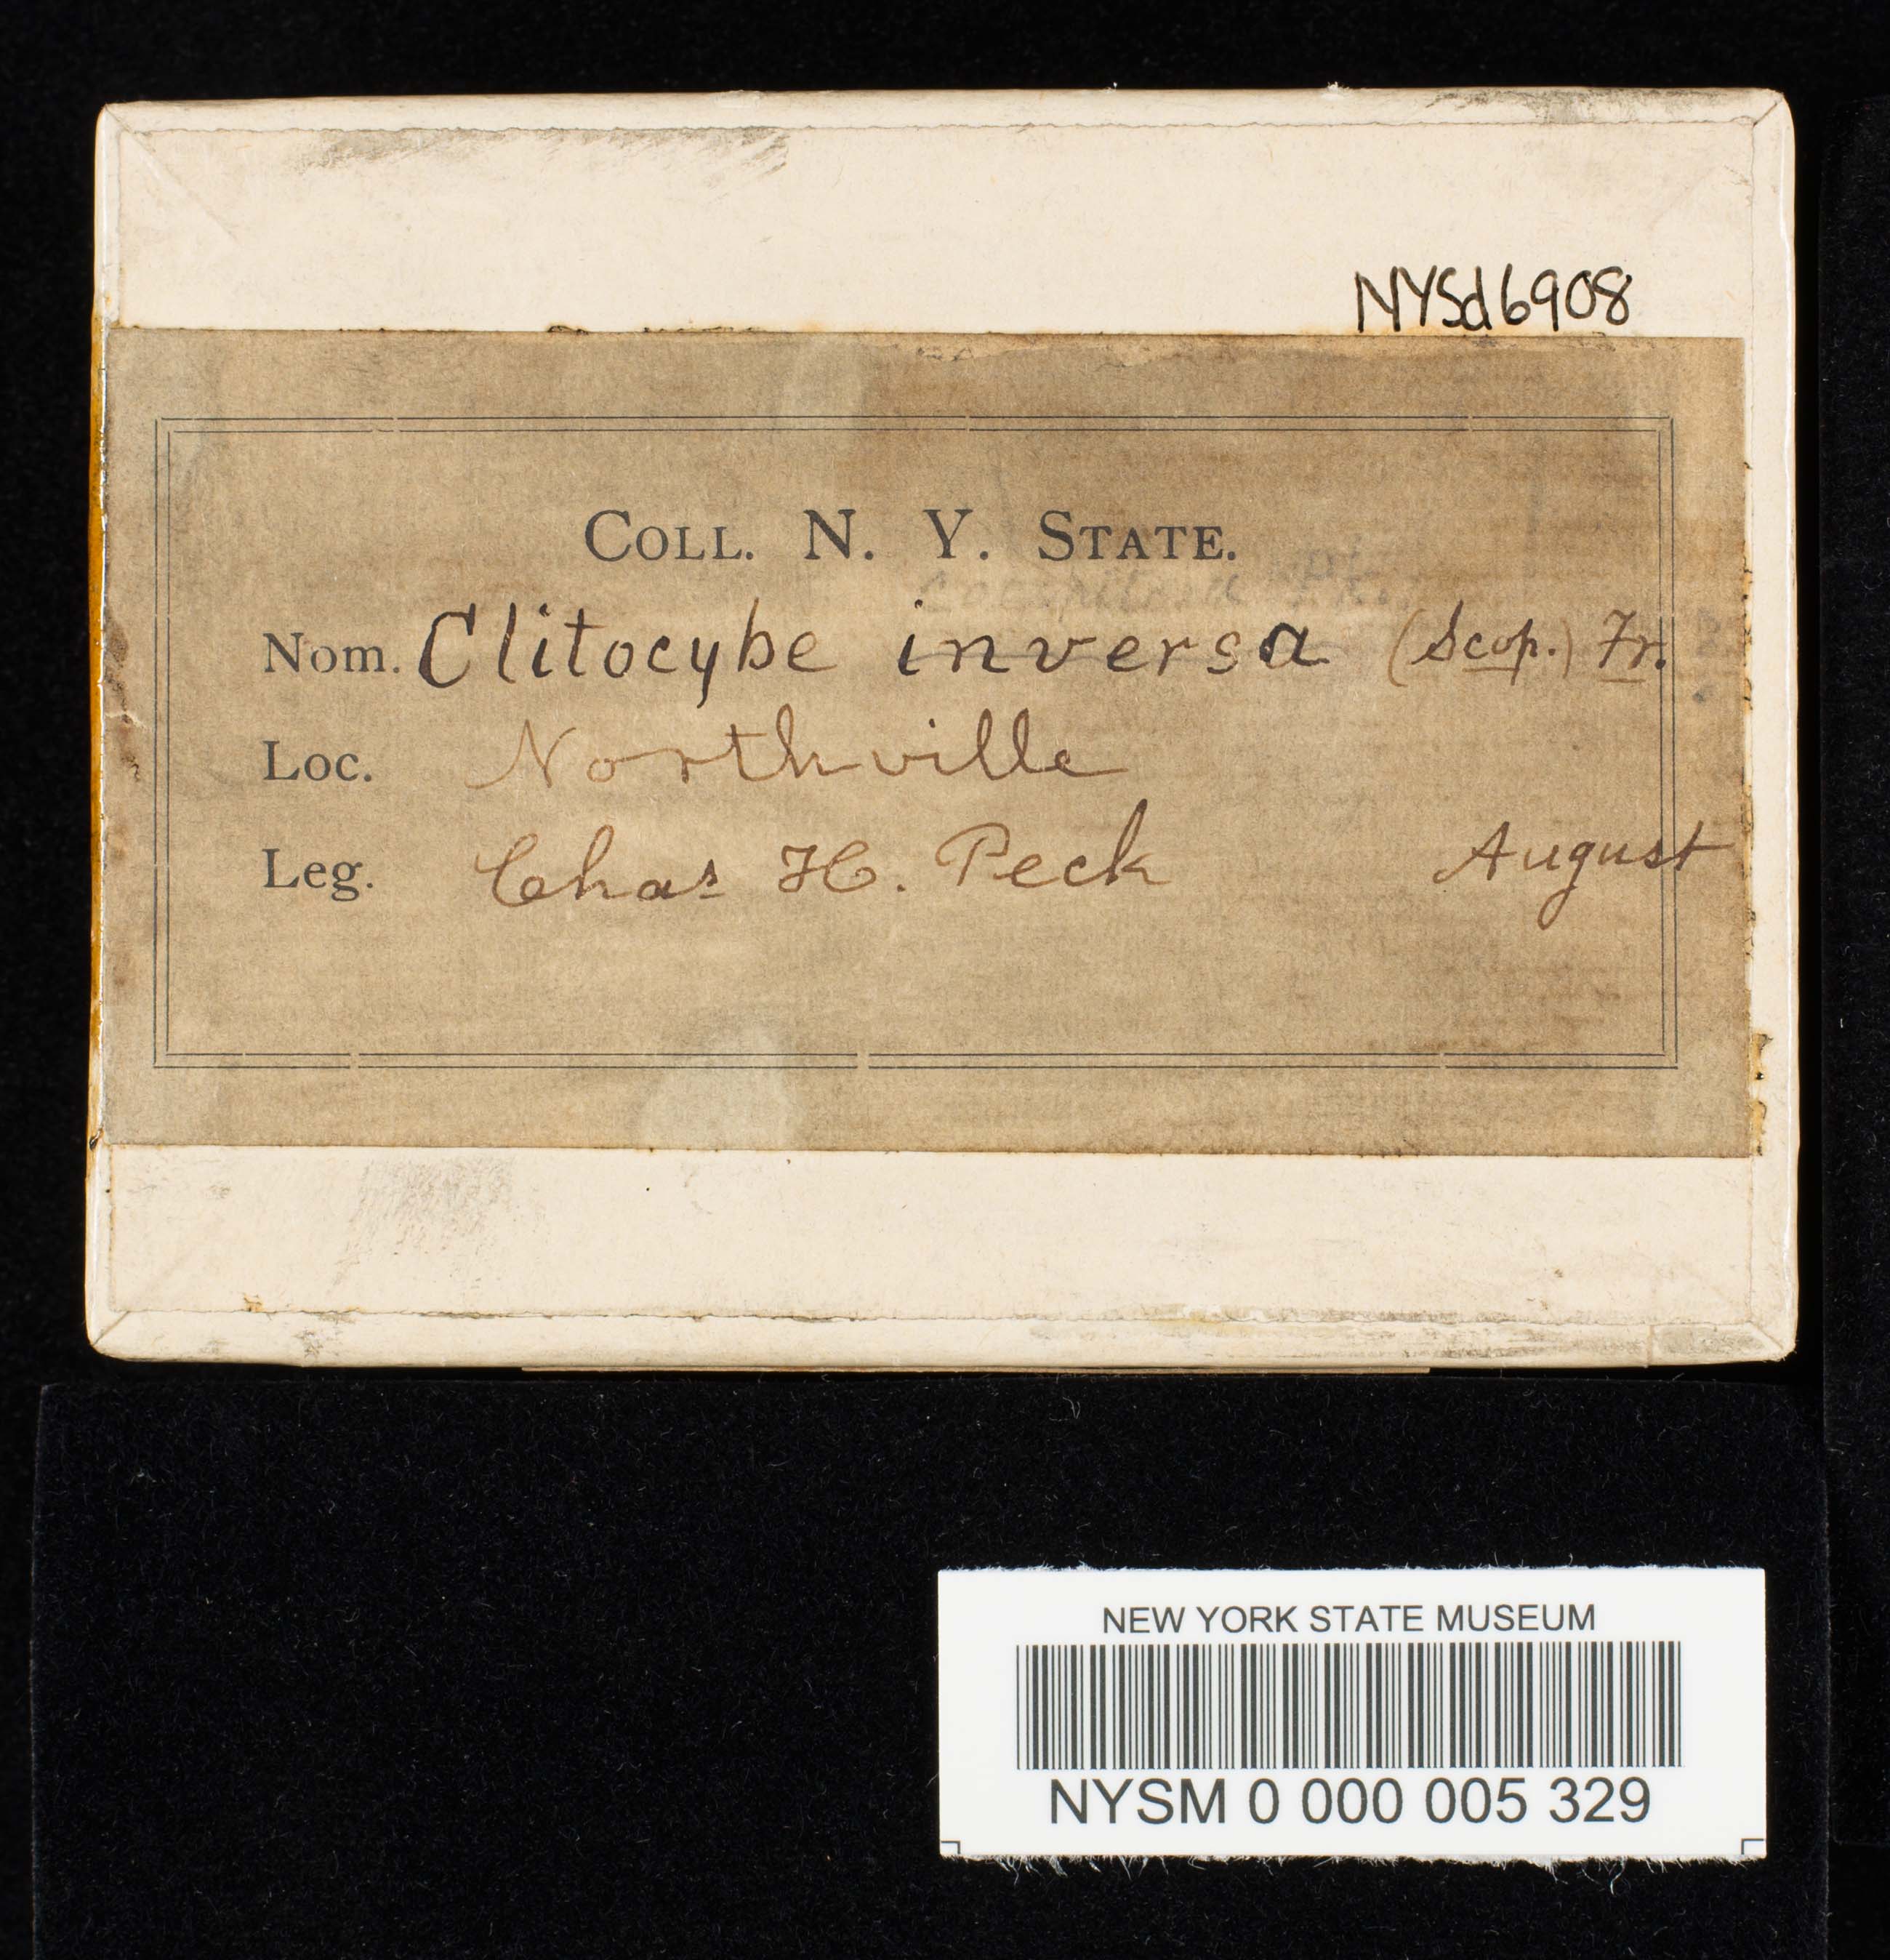 NYSd6908
COLL. N. Y. STATE.
Nom. Clitocybe inversa (Scop.) Fr.
Loc. Northville
Leg. Chas H. Peck August
NEW YORK STATE MUSEUM
NYSM 0 000 005 329